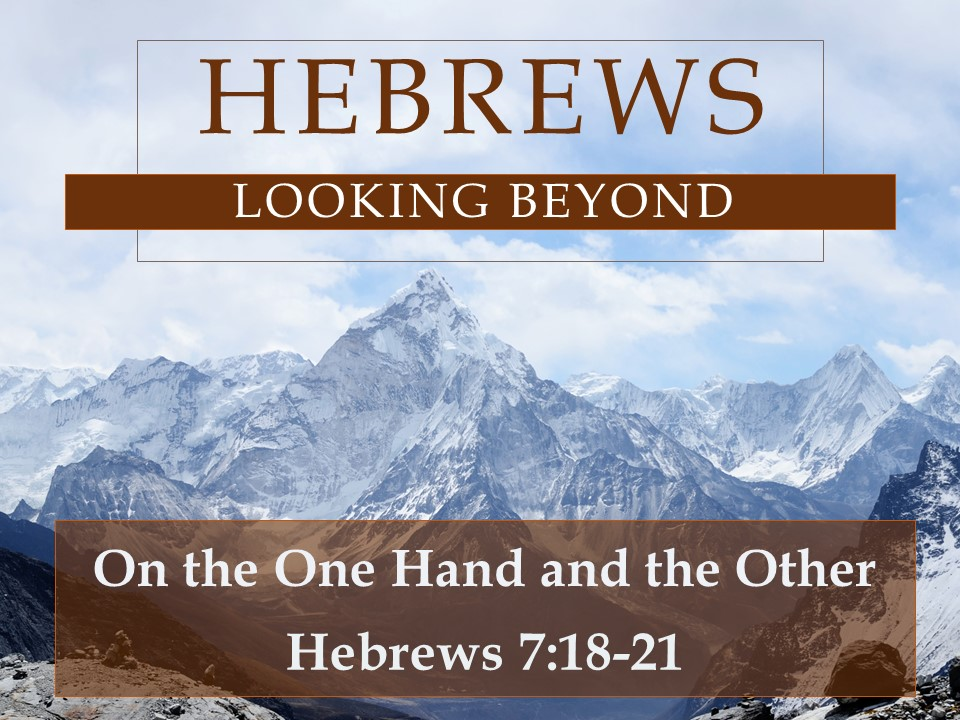 HEBREWS
LOOKING BEYOND
On the One Hand and the Other
Hebrews 7:18-21